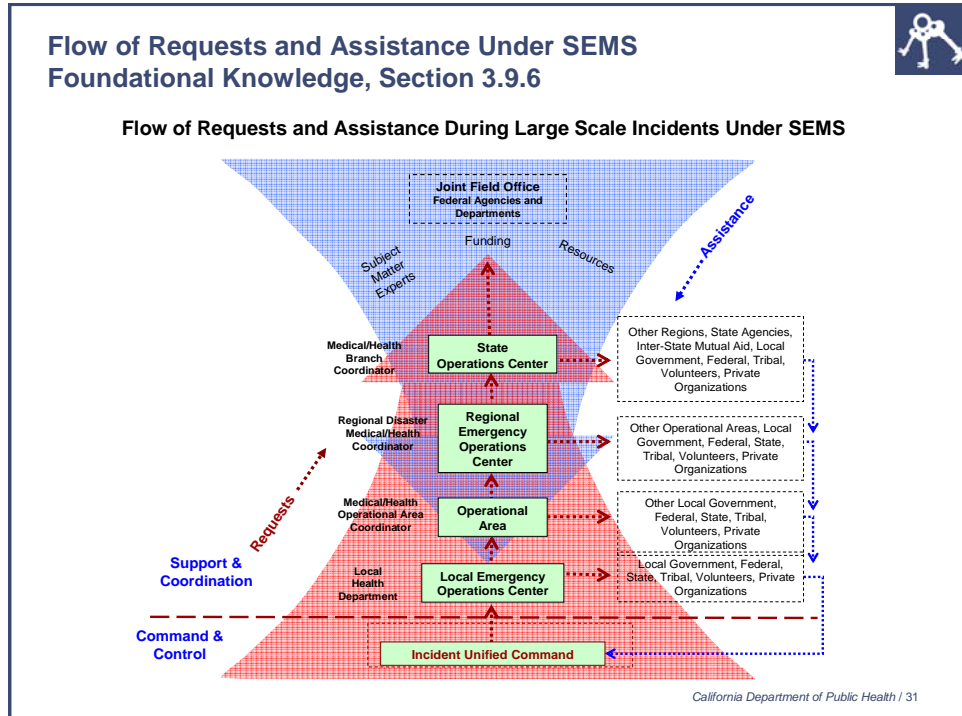 Flow of Requests and Assistance Under SEMS
Foundational Knowledge, Section 3.9.6
Flow of Requests and Assistance During Large Scale Incidents Under SEMS
Joint Field Office
Federal Agencies and
Departments
Assistance
Subject
Matter
Experts
Funding
Resources
Medical/Health
Branch
Coordinator
State
Operations Center
Other Regions, State Agencies,
Inter-State Mutual Aid, Local
Government, Federal, Tribal,
Volunteers, Private
Organizations
Regional Disaster
Medical/Health
Coordinator
Regional
Emergency
Operations
Center
Other Operational Areas, Local
Government, Federal, State,
Tribal, Volunteers, Private
Organizations
Requests
Medical/Health
Operational Area
Coordinator
Operational
Area
Other Local Government,
Federal, State, Tribal,
Volunteers, Private
Organizations
Support &
Coordination
Local
Health
Department
Local Emergency
Operations Center
Local Government, Federal,
State, Tribal, Volunteers, Private
Organizations
Command &
Control
Incident Unified Command
California Department of Public Health / 31